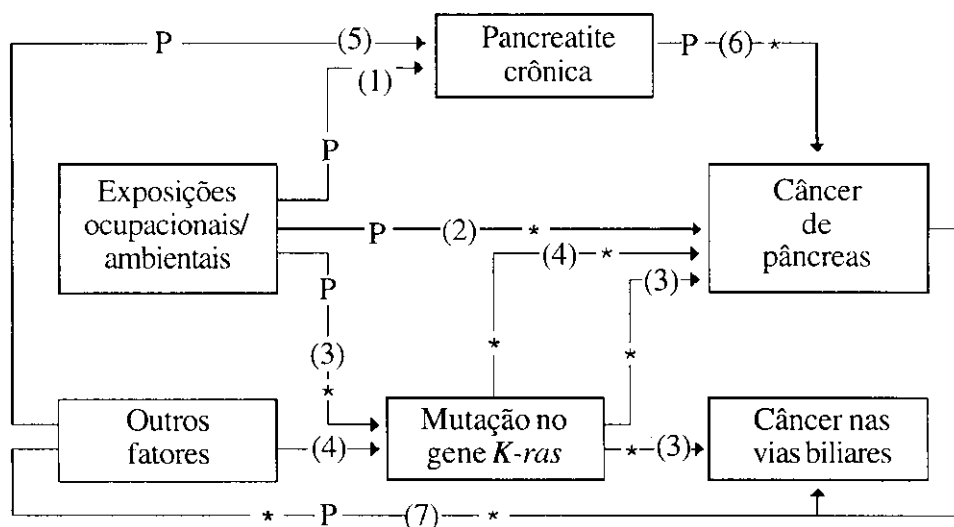 P (5)
Pancreatite
crônica
P (6) *
(1)
P
Exposições
ocupacionais/
ambientais
P (2) *
Câncer
de
pâncreas
(4) *
(3)
P
(3)
*
*
*
Outros
fatores
(4)
Mutação no
gene K-ras
* (3)
Câncer nas
vias biliares
* P (7) *